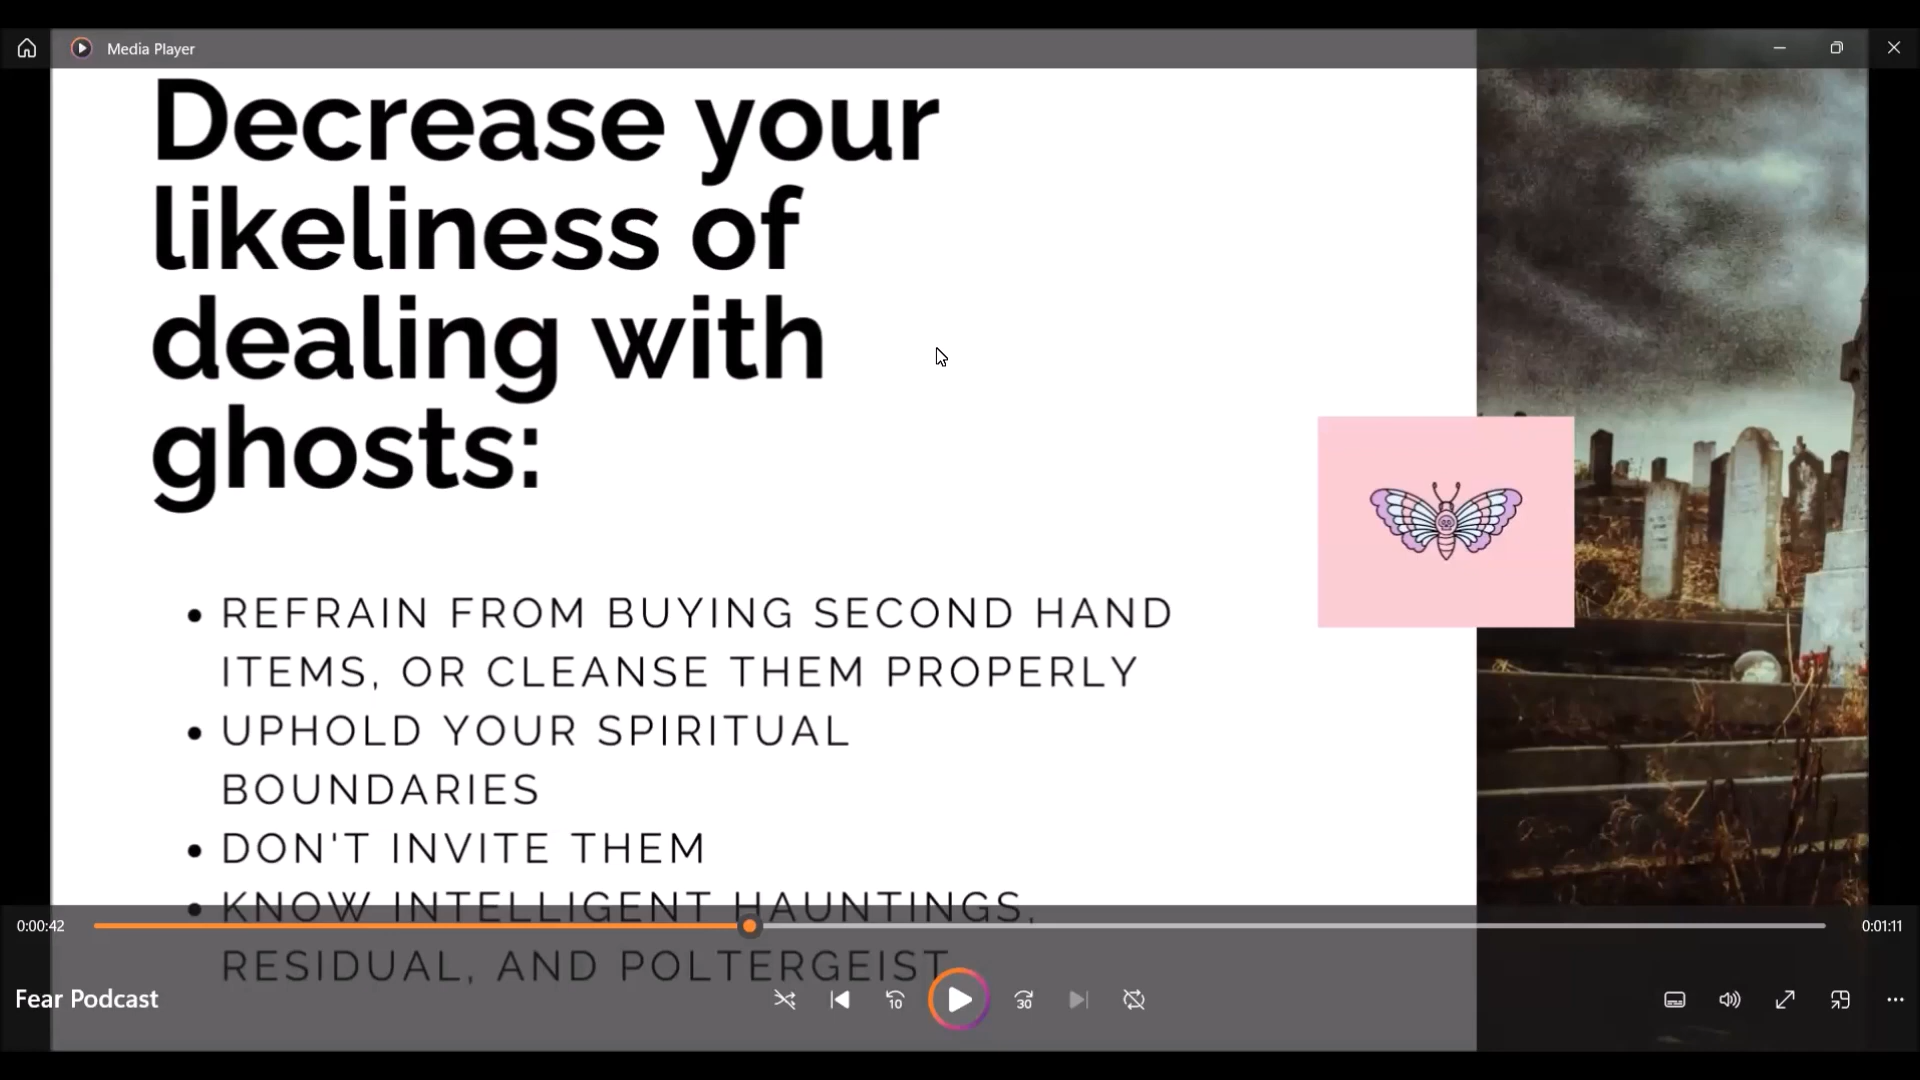 Media Player
Decrease your
likeliness of
dealing with
ghosts:
• REFRAIN FROM BUYING SECOND HAND
ITEMS, OR CLEANSE THEM PROPERLY
• UPHOLD YOUR SPIRITUAL
BOUNDARIES
• DON'T INVITE THEM
• KNOW INTELLIGENT HAUNTINGS,
RESIDUAL, AND POLTERGEIST
0:00:42
0:01:11
Fear Podcast
10
30